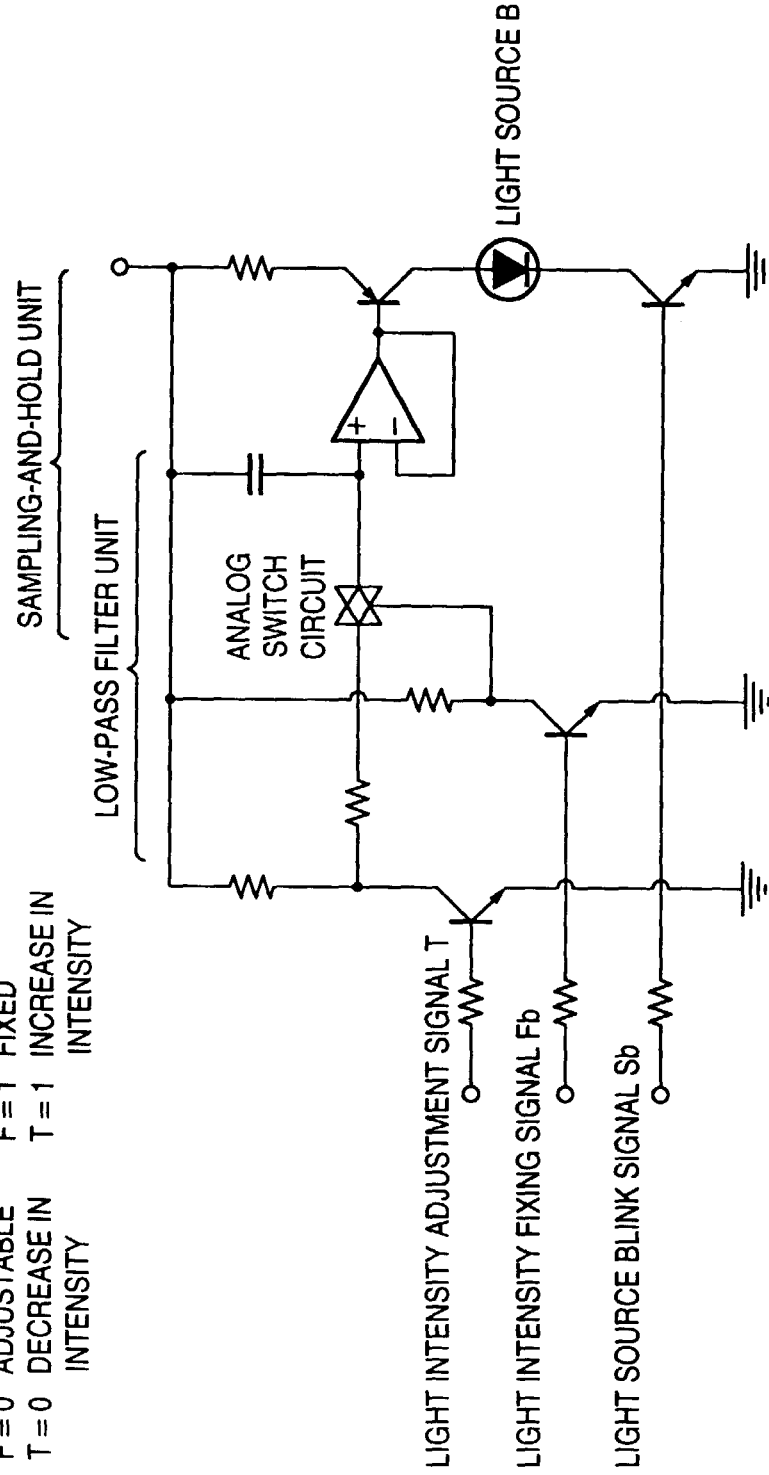 F=0 ADJUSTABLE F=1 FIXED
T=0 DECREASE IN T=1 INCREASE IN
INTENSITY INTENSITY
SAMPLING-AND-HOLD UNIT
LOW-PASS FILTER UNIT
ANALOG
SWITCH
CIRCUIT
+
−
LIGHT SOURCE B
LIGHT INTENSITY ADJUSTMENT SIGNAL T
LIGHT INTENSITY FIXING SIGNAL Fb
LIGHT SOURCE BLINK SIGNAL Sb